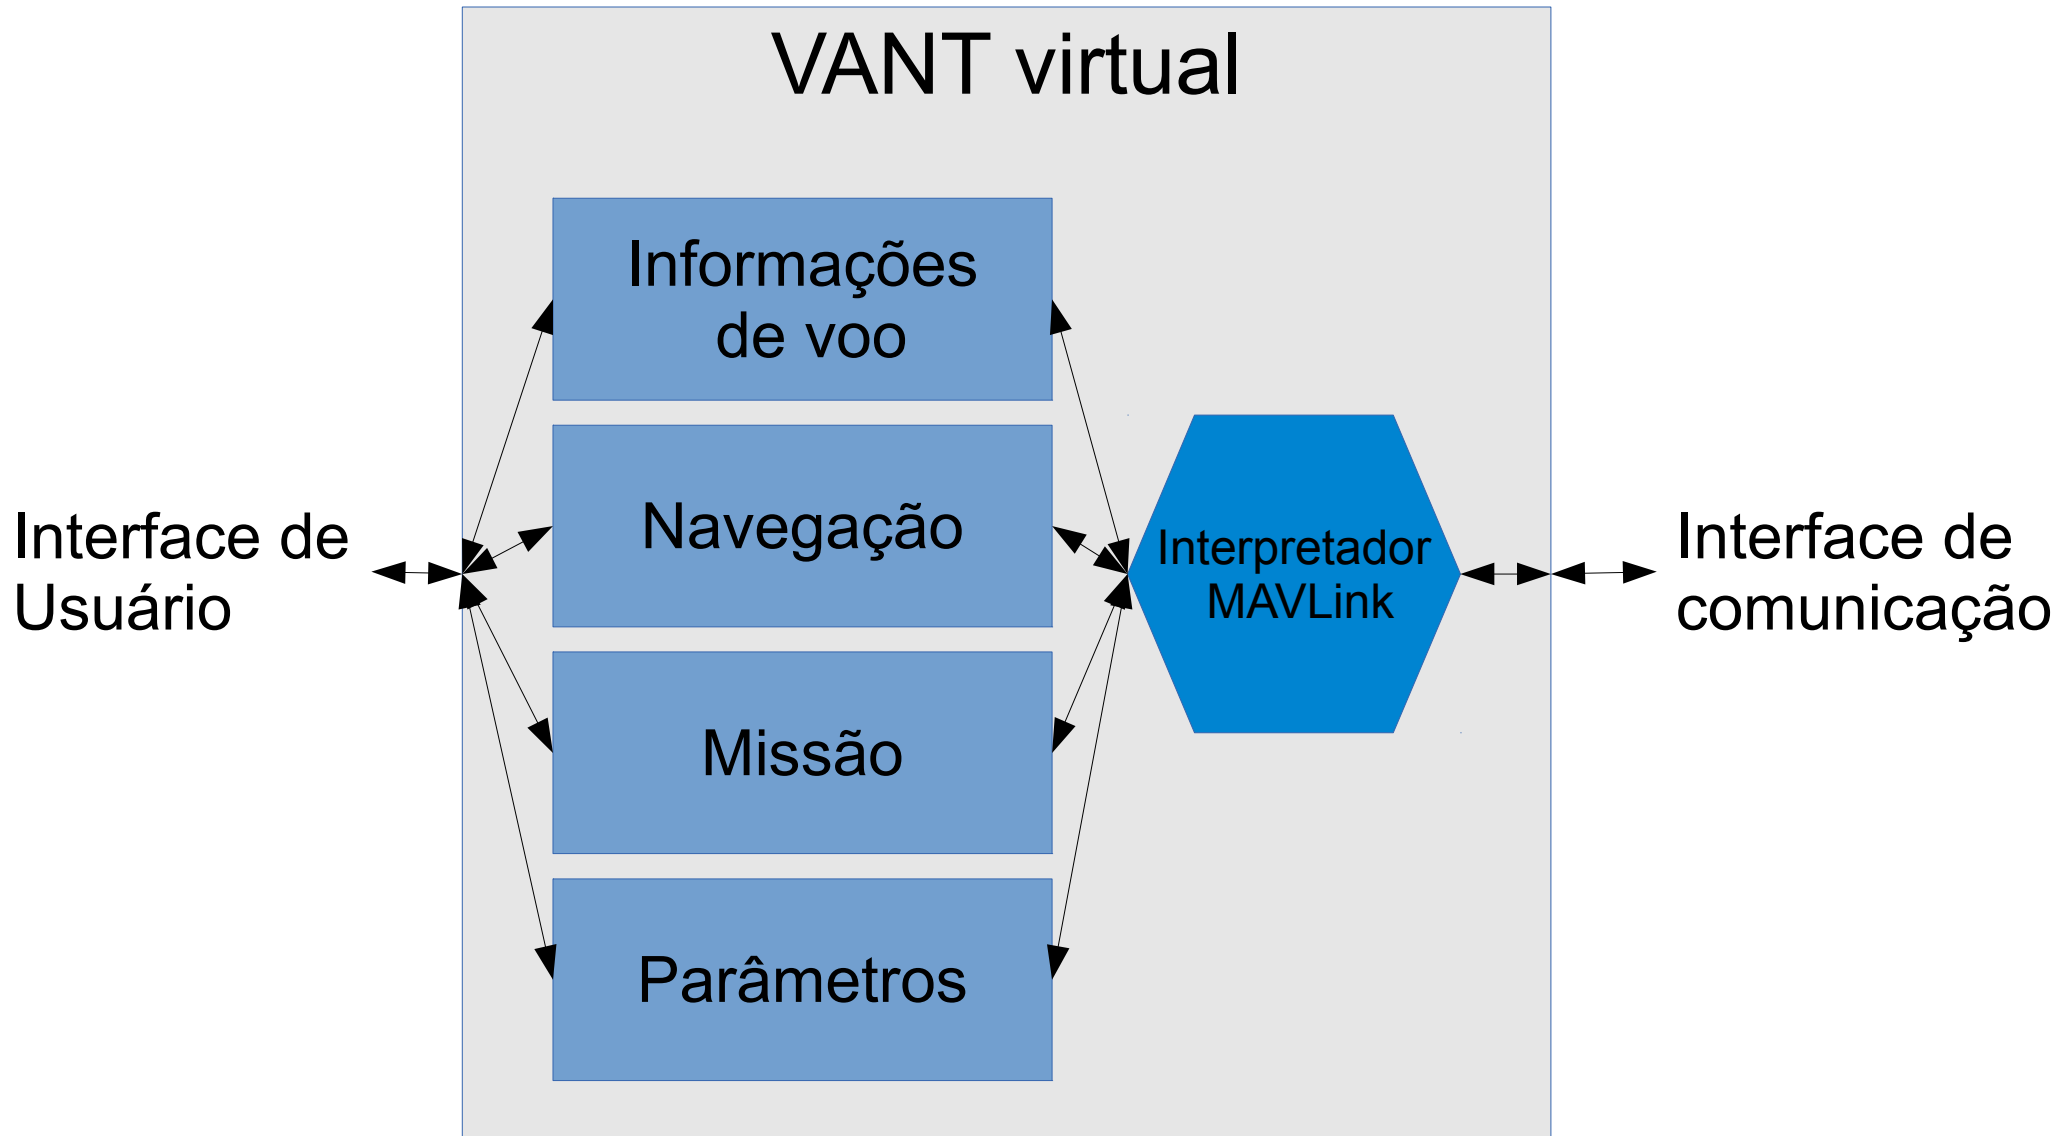 VANT virtual
Informações
de voo
Navegação
Missão
Parâmetros
Interface de
Usuário
Interpretador
MAVLink
Interface de
comunicação